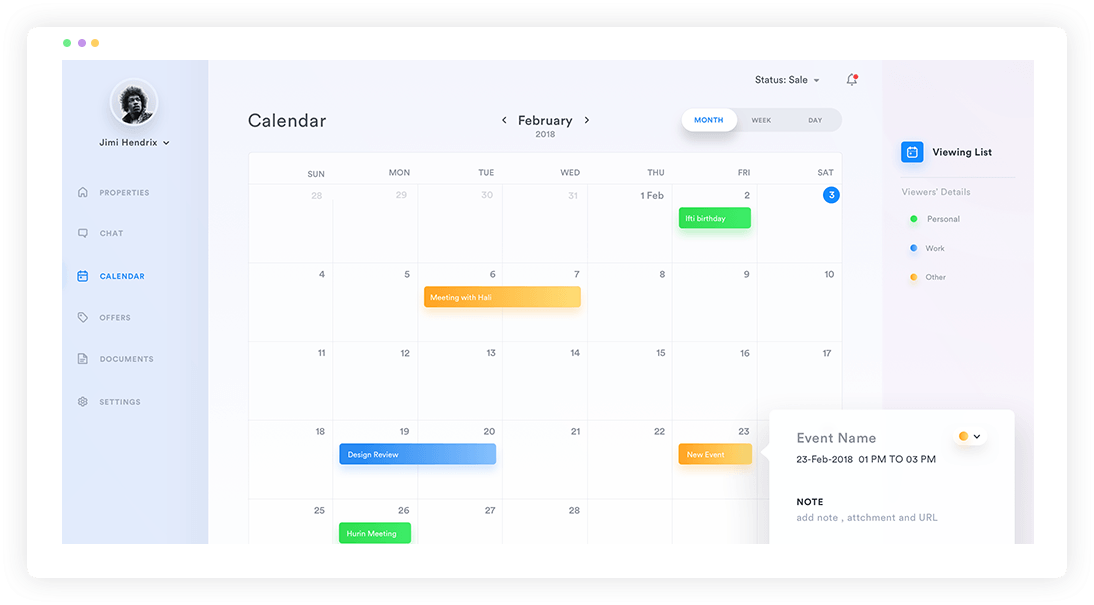 Status: Sale
Jimi Hendrix
PROPERTIES
CHAT
CALENDAR
OFFERS
DOCUMENTS
SETTINGS
Calendar
February
2018
MONTH WEEK DAY
SUN MON TUE WED THU FRI SAT
28 29 30 31 1 Feb 2 3
Ifti birthday
4 5 6 7 8 9 10
Meeting with Hali
11 12 13 14 15 16 17
18 19 20 21 22 23
Design Review
New Event
25 26 27 28
Hurin Meeting
Viewing List
Viewers' Details
Personal
Work
Other
Event Name
23-Feb-2018 01 PM TO 03 PM
NOTE
add note , attchment and URL